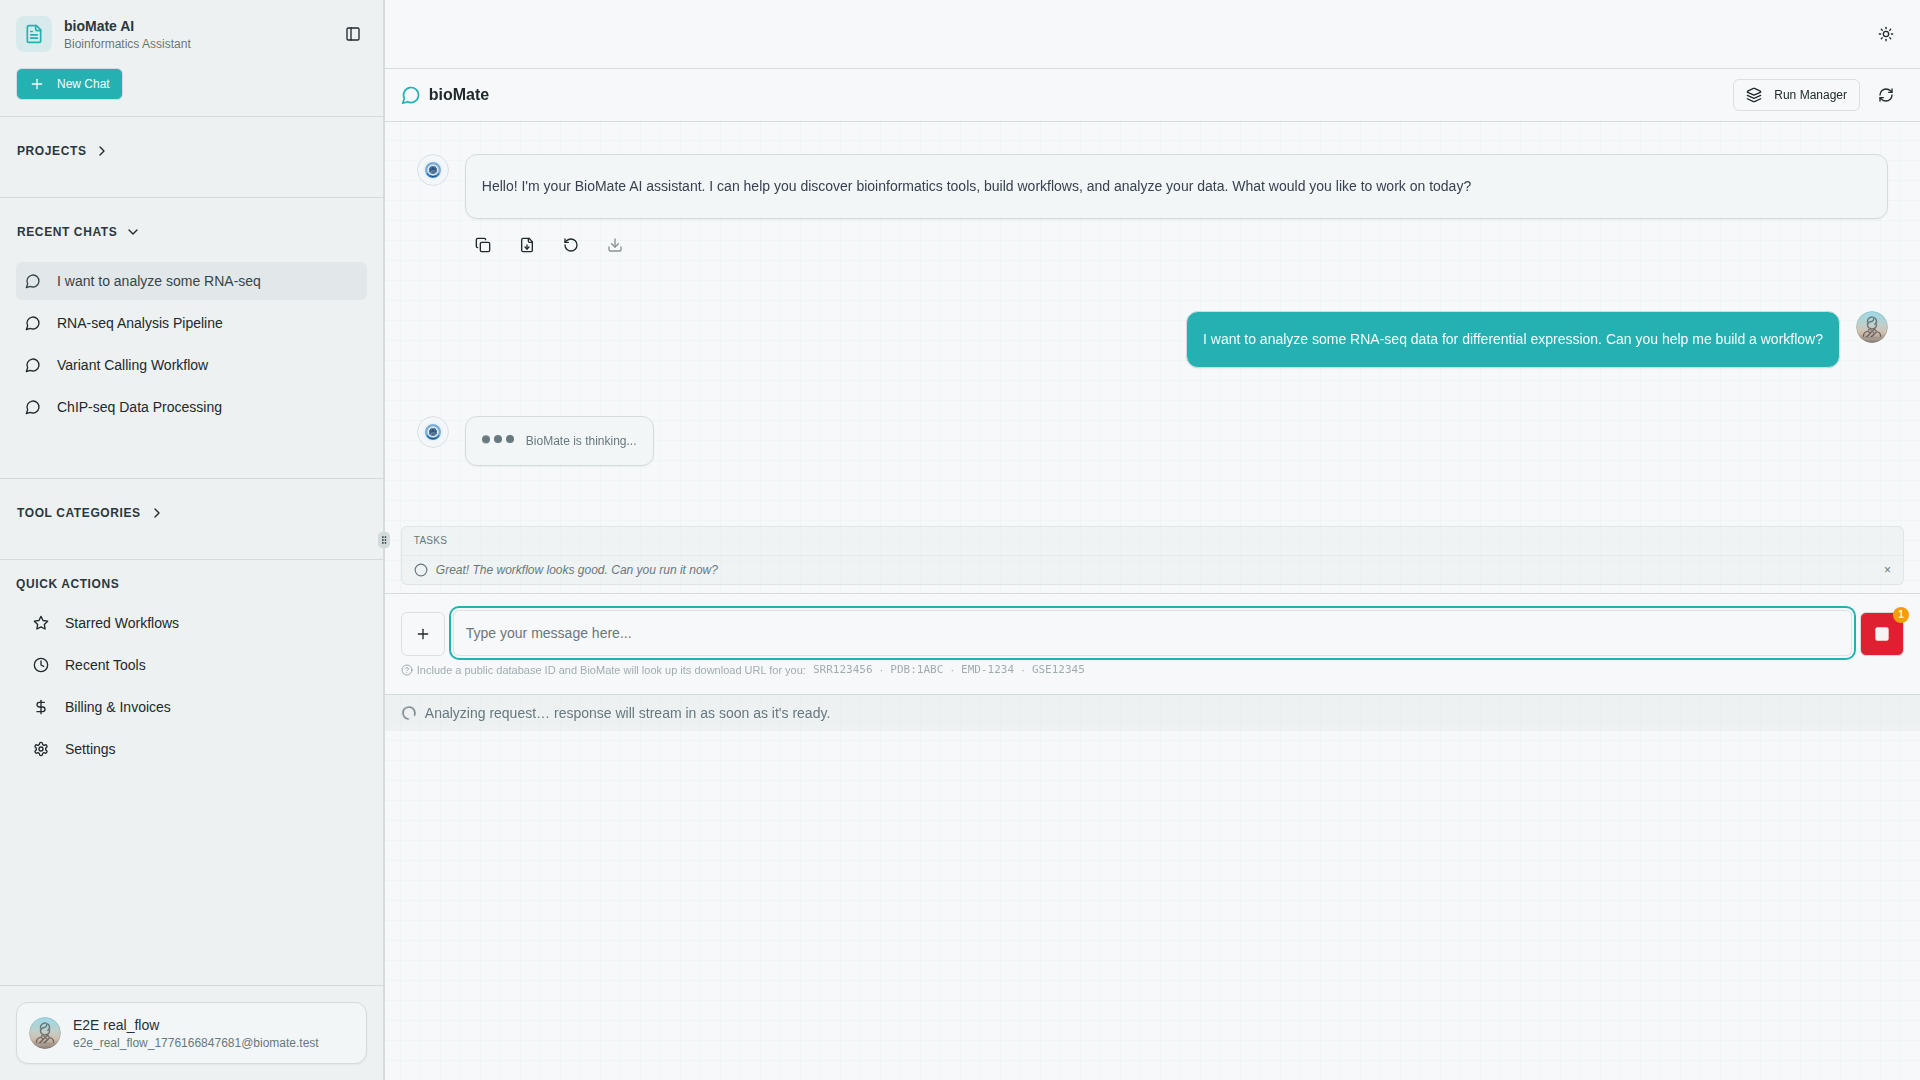 bioMate AI
Bioinformatics Assistant
New Chat
PROJECTS
RECENT CHATS
I want to analyze some RNA-seq
RNA-seq Analysis Pipeline
Variant Calling Workflow
ChIP-seq Data Processing
TOOL CATEGORIES
QUICK ACTIONS
Starred Workflows
Recent Tools
Billing & Invoices
Settings
E2E real_flow
e2e_real_flow_1776166847681@biomate.test
bioMate
Run Manager
Hello! I'm your BioMate AI assistant. I can help you discover bioinformatics tools, build workflows, and analyze your data. What would you like to work on today?
I want to analyze some RNA-seq data for differential expression. Can you help me build a workflow?
BioMate is thinking...
TASKS
Great! The workflow looks good. Can you run it now?
×
Type your message here...
1
Include a public database ID and BioMate will look up its download URL for you: SRR123456 · PDB:1ABC · EMD-1234 · GSE12345
Analyzing request… response will stream in as soon as it's ready.